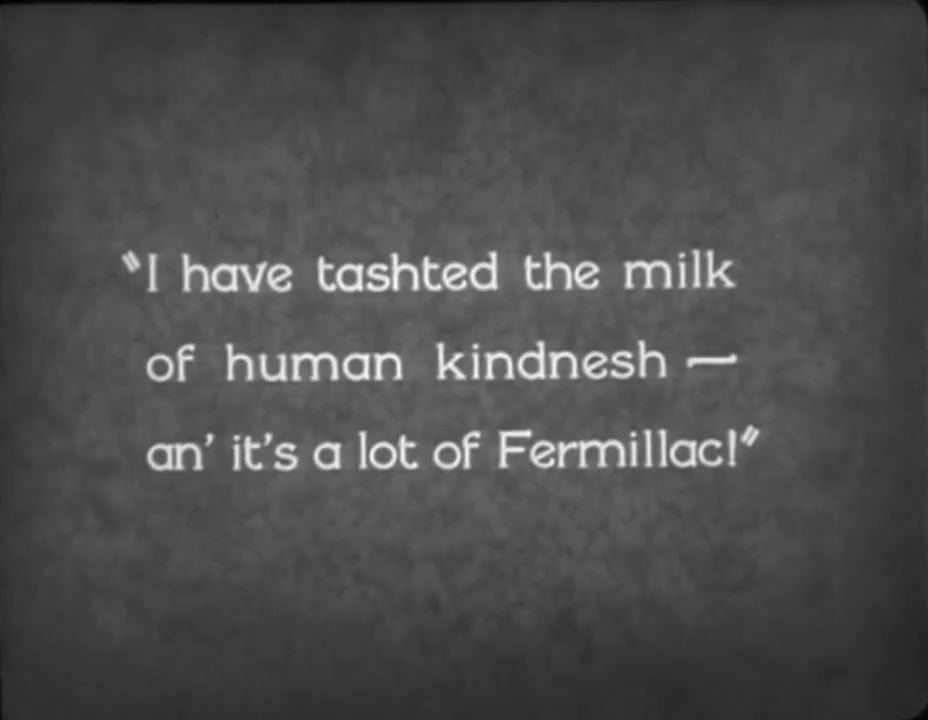 "I have tashted the milk
of human kindnesh —
an' it's a lot of Fermillac!"